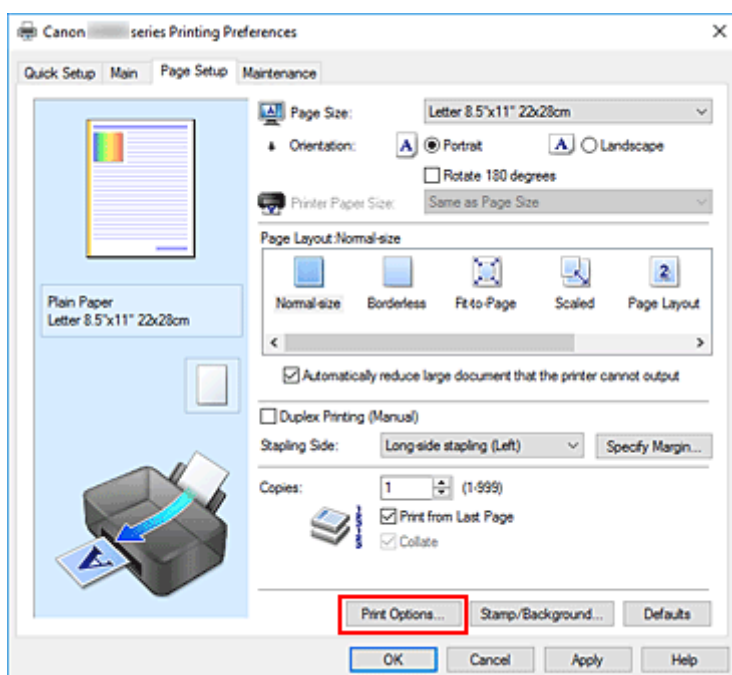 Canon series Printing Preferences
Quick Setup Main Page Setup Maintenance
Page Size: Letter 8.5"x11" 22x28cm
Orientation: A Portrait A Landscape
Rotate 180 degrees
Printer Paper Size: Same as Page Size
Page Layout:Normal-size
2
Normal-size Borderless Fit-to-Page Scaled Page Layout
Plain Paper
Letter 8.5"x11" 22x28cm
Automatically reduce large document that the printer cannot output
Duplex Printing (Manual)
Stapling Side: Long-side stapling (Left) Specify Margin...
Copies: 1 (1-999)
Print from Last Page
Collate
A
Print Options... Stamp/Background... Defaults
OK Cancel Apply Help